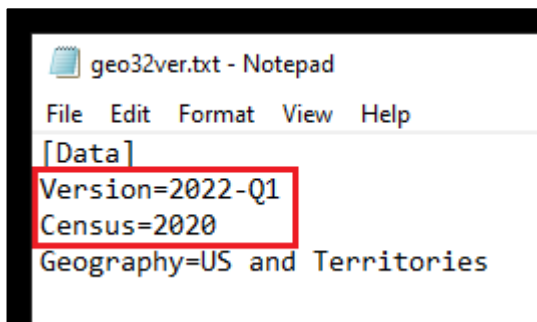 geo32ver.txt - Notepad
File Edit Format View Help
[Data]
Version=2022-Q1
Census=2020
Geography=US and Territories